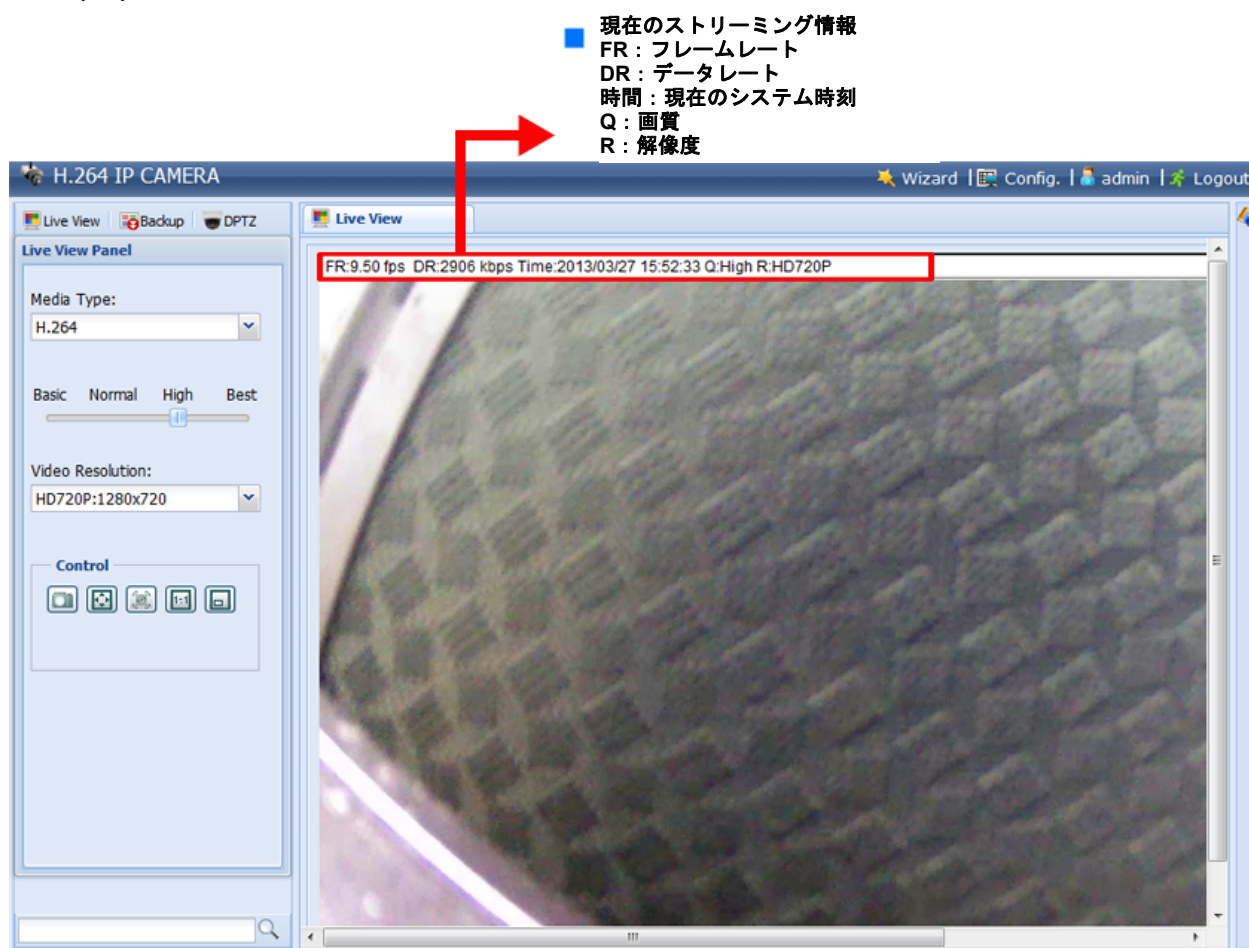 現在のストリーミング情報
FR：フレームレート
DR：データレート
時間：現在のシステム時刻
Q：画質
R：解像度
H.264 IP CAMERA
Wizard | Config. | admin | Logout
Live View Backup DPTZ
Live View
Live View Panel
FR:9.50 fps DR:2906 kbps Time:2013/03/27 15:52:33 Q:High R:HD720P
Media Type:
H.264
Basic Normal High Best
Video Resolution:
HD720P:1280x720
Control
1:1